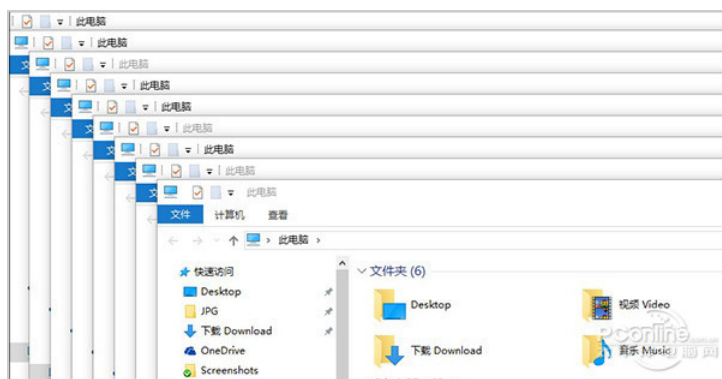 此电脑
此电脑
此电脑
此电脑
此电脑
此电脑
此电脑
此电脑
此电脑
文件 计算机 查看
此电脑
快速访问
文件夹 (6)
Desktop
Desktop
视频 Video
JPG
下载 Download
OneDrive
下载 Download
音乐 Music
Screenshots
Pconline